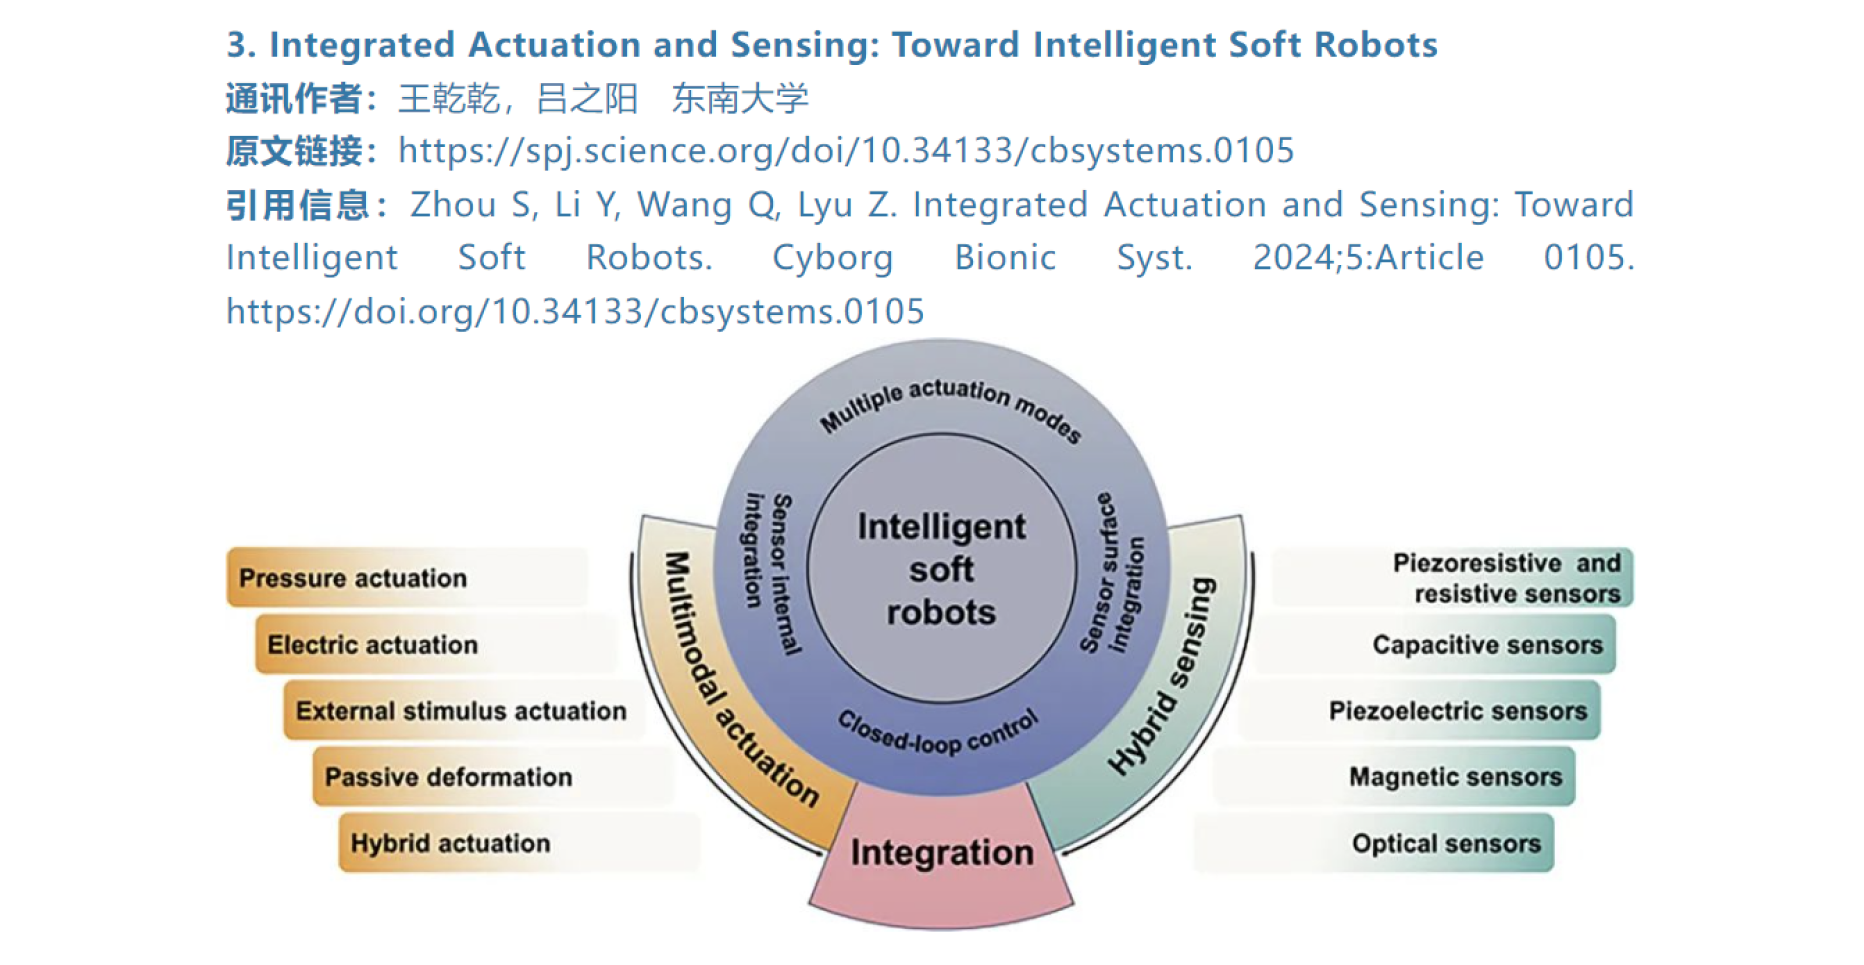 3. Integrated Actuation and Sensing: Toward Intelligent Soft Robots
通讯作者：王乾乾，吕之阳 东南大学
原文链接：https://spj.science.org/doi/10.34133/cbsystems.0105
引用信息：Zhou S, Li Y, Wang Q, Lyu Z. Integrated Actuation and Sensing: Toward
Intelligent Soft Robots. Cyborg Bionic Syst. 2024;5:Article 0105.
https://doi.org/10.34133/cbsystems.0105
Multiple actuation modes
Sensor internal
integration
Intelligent
soft
robots
Sensor surface
integration
Closed-loop control
Multimodal actuation
Hybrid sensing
Integration
Pressure actuation
Electric actuation
External stimulus actuation
Passive deformation
Hybrid actuation
Piezoresistive and
resistive sensors
Capacitive sensors
Piezoelectric sensors
Magnetic sensors
Optical sensors